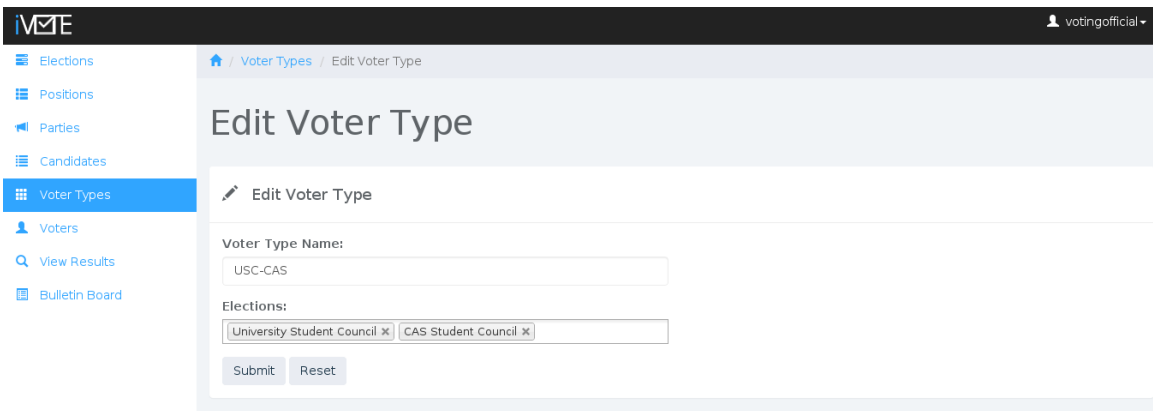 iVOTE
votingofficial
Elections
Positions
Parties
Candidates
Voter Types
Voters
View Results
Bulletin Board
/ Voter Types / Edit Voter Type
Edit Voter Type
Edit Voter Type
Voter Type Name:
USC-CAS
Elections:
University Student Council × CAS Student Council ×
Submit Reset